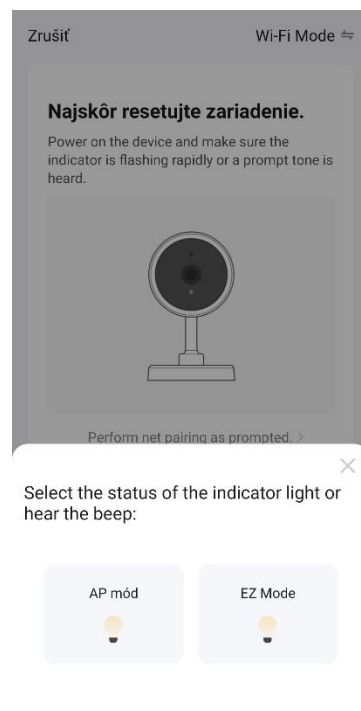 Zrušiť Wi-Fi Mode ⇋
Najskôr resetujte zariadenie.
Power on the device and make sure the
indicator is flashing rapidly or a prompt tone is
heard.
Perform net pairing as prompted. >
Select the status of the indicator light or
hear the beep:
AP mód EZ Mode